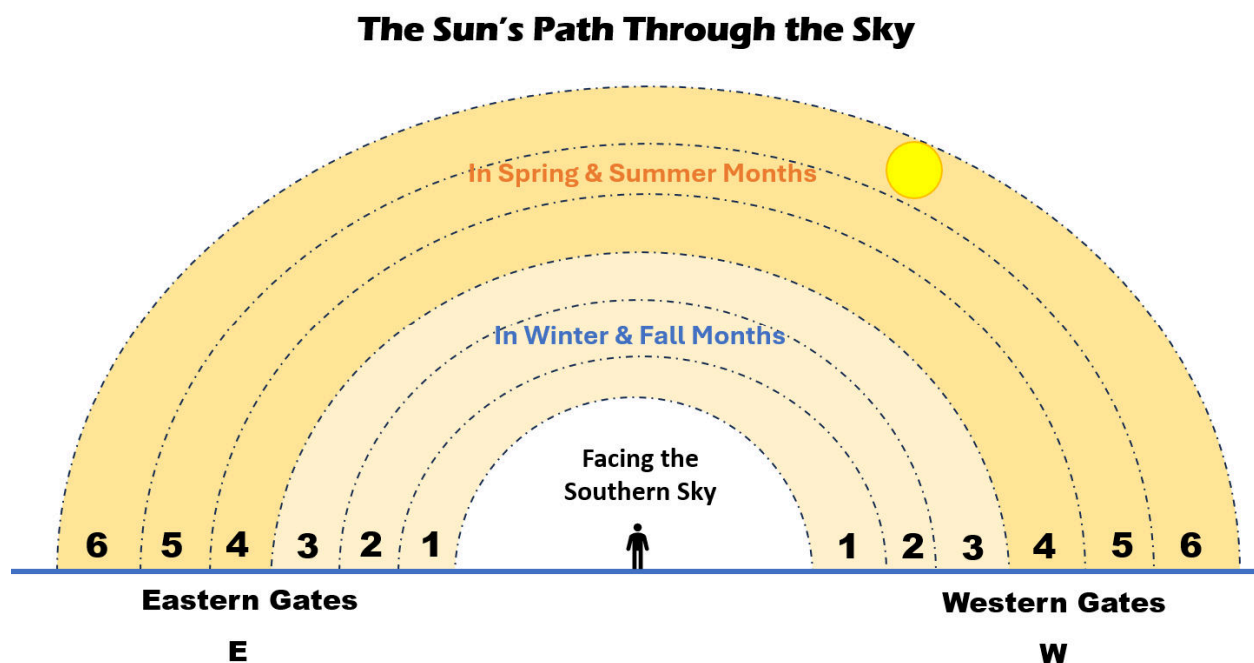 The Sun's Path Through the Sky
In Spring & Summer Months
In Winter & Fall Months
Facing the
Southern Sky
6 5 4 3 2 1 1 2 3 4 5 6
Eastern Gates Western Gates
E W